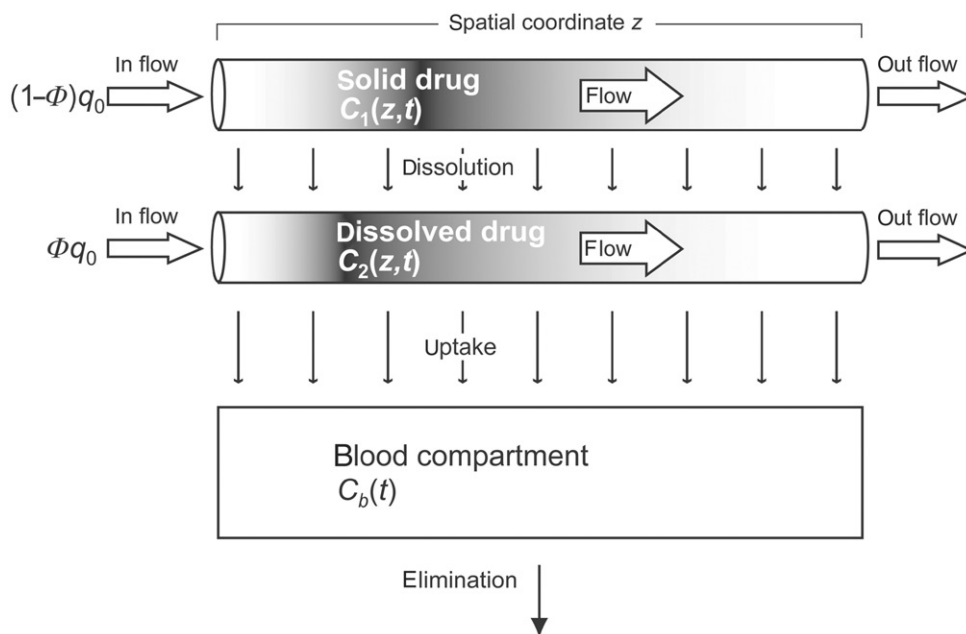 Spatial coordinate z
In flow
Out flow
(1–Φ)q₀
Solid drug
C₁(z,t)
Flow
Dissolution
In flow
Out flow
Φq₀
Dissolved drug
C₂(z,t)
Flow
Uptake
Blood compartment
C_b(t)
Elimination